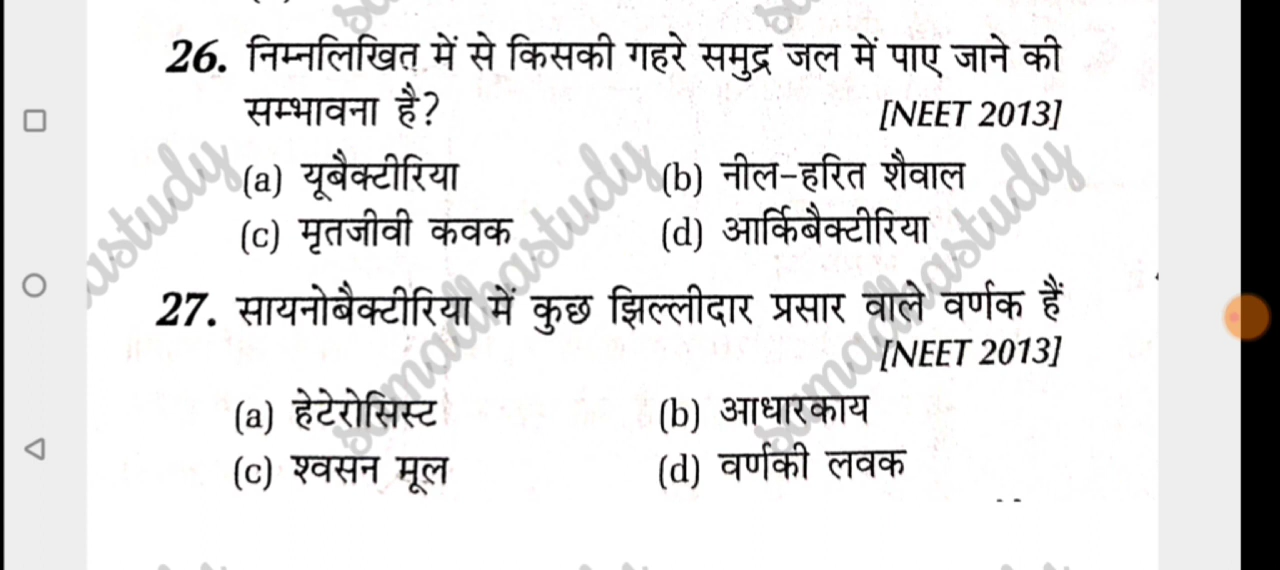 26. निम्नलिखित में से किसकी गहरे समुद्र जल में पाए जाने की
सम्भावना है? [NEET 2013]
(a) यूबैक्टीरिया (b) नील-हरित शैवाल
(c) मृतजीवी कवक (d) आर्किबैक्टीरिया
27. सायनोबैक्टीरिया में कुछ झिल्लीदार प्रसार वाले वर्णक हैं
[NEET 2013]
(a) हेटेरोसिस्ट (b) आधारकाय
(c) श्वसन मूल (d) वर्णकी लवक
samadhastudy